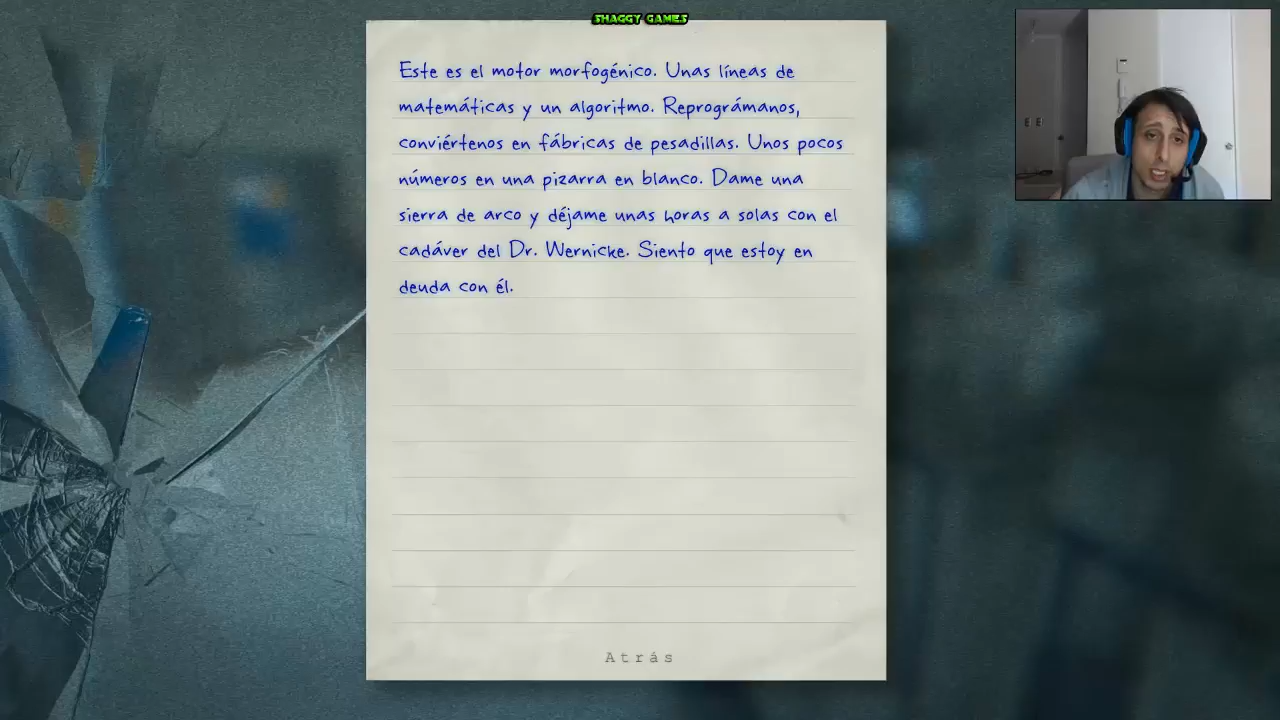 SHAGGY GAMES
Este es el motor morfogénico. Unas líneas de
matemáticas y un algoritmo. Reprográmanos,
conviértenos en fábricas de pesadillas. Unos pocos
números en una pizarra en blanco. Dame una
sierra de arco y déjame unas horas a solas con el
cadáver del Dr. Wernicke. Siento que estoy en
deuda con él.
Atrás